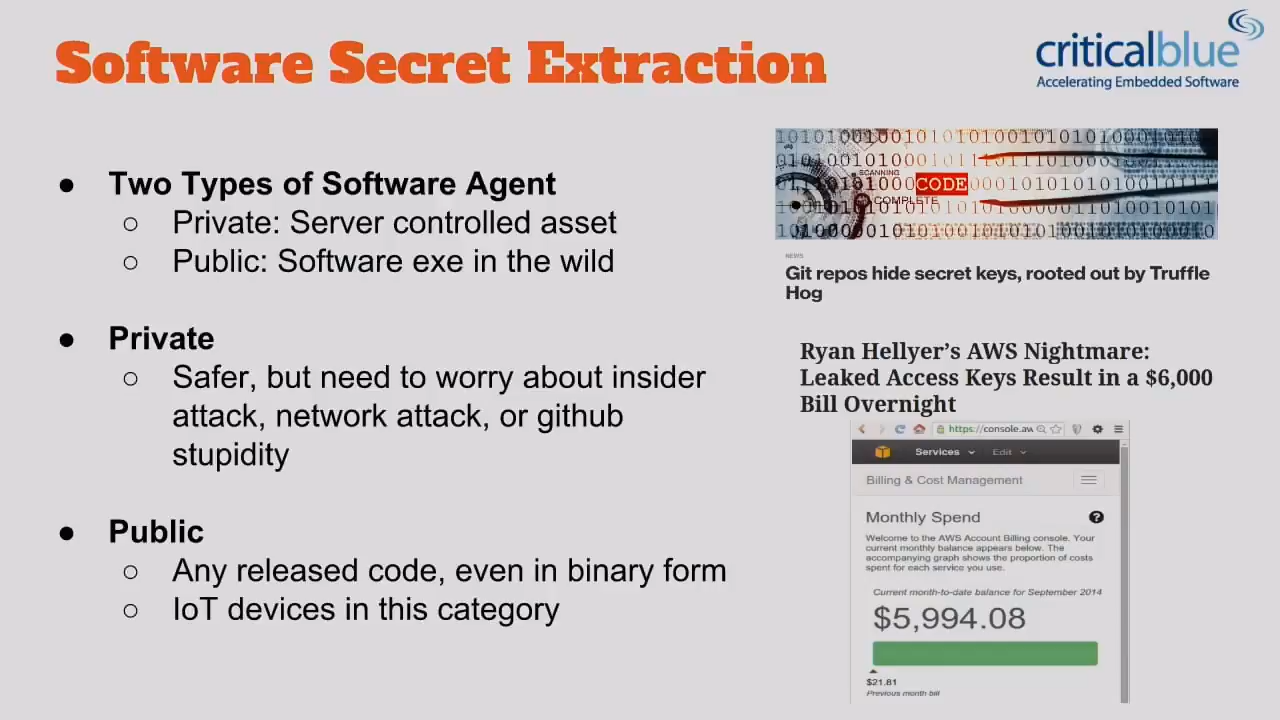 Software Secret Extraction
criticalblue
Accelerating Embedded Software
● Two Types of Software Agent
○ Private: Server controlled asset
○ Public: Software exe in the wild
● Private
○ Safer, but need to worry about insider
attack, network attack, or github
stupidity
● Public
○ Any released code, even in binary form
○ IoT devices in this category
SCANNING
CODE
COMPLETE
NEWS
Git repos hide secret keys, rooted out by Truffle
Hog
Ryan Hellyer’s AWS Nightmare:
Leaked Access Keys Result in a $6,000
Bill Overnight
https://console.aw
Services Edit
Billing & Cost Management
Monthly Spend
Welcome to the AWS Account Billing console. Your
current monthly balance appears below. The
accompanying graph shows the proportion of costs
spent for each service you use.
Current month-to-date balance for September 2014
$5,994.08
$21.81
Previous month bill